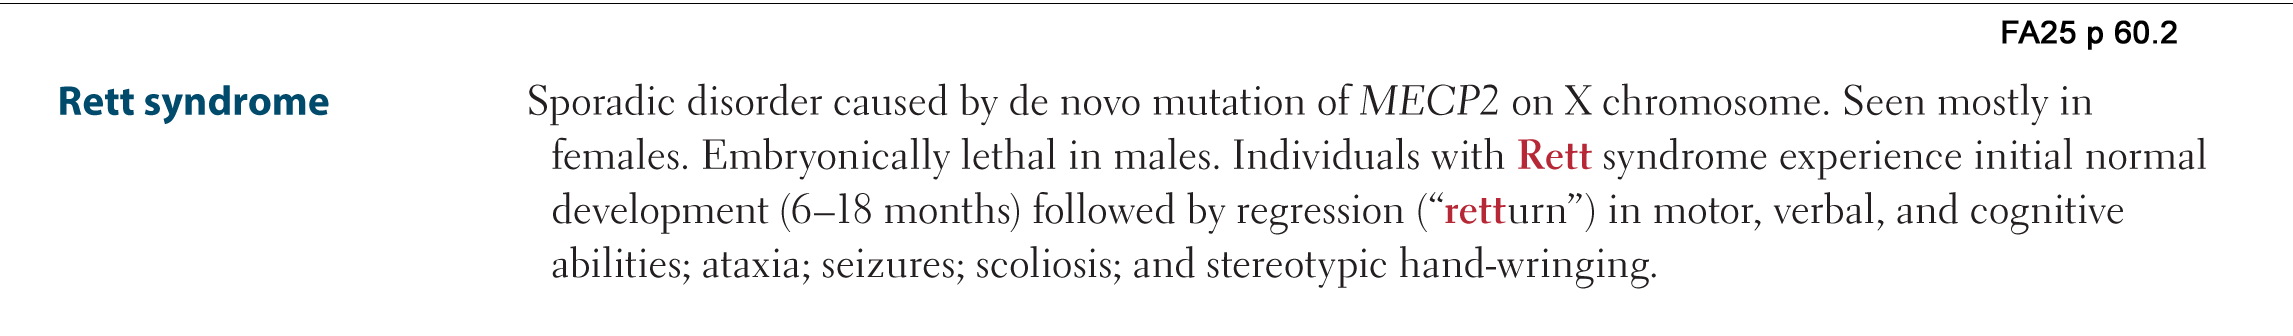 FA25 p 60.2
Rett syndrome Sporadic disorder caused by de novo mutation of MECP2 on X chromosome. Seen mostly in
females. Embryonically lethal in males. Individuals with Rett syndrome experience initial normal
development (6–18 months) followed by regression (“retturn”) in motor, verbal, and cognitive
abilities; ataxia; seizures; scoliosis; and stereotypic hand-wringing.